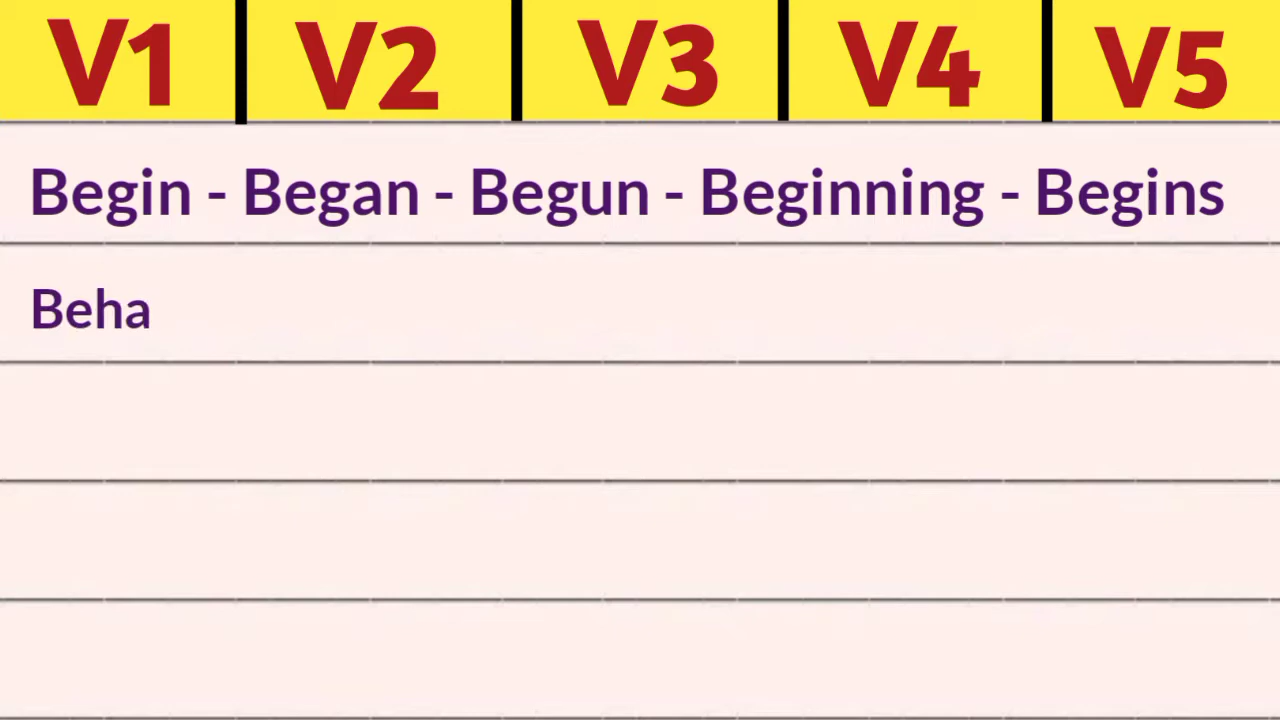 V1 V2 V3 V4 V5
Begin - Began - Begun - Beginning - Begins
Beha